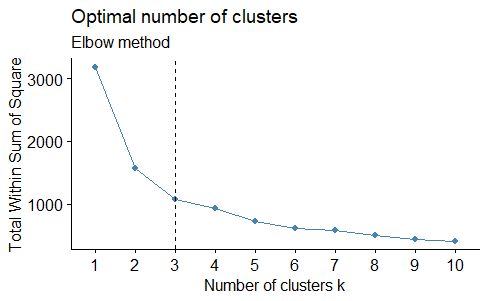 Optimal number of clusters
Elbow method
Total Within Sum of Square
3000
2000
1000
1 2 3 4 5 6 7 8 9 10
Number of clusters k